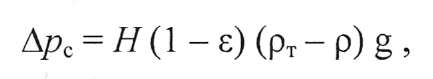 Δp_с = H (1 – ε) (ρ_т – ρ) g ,